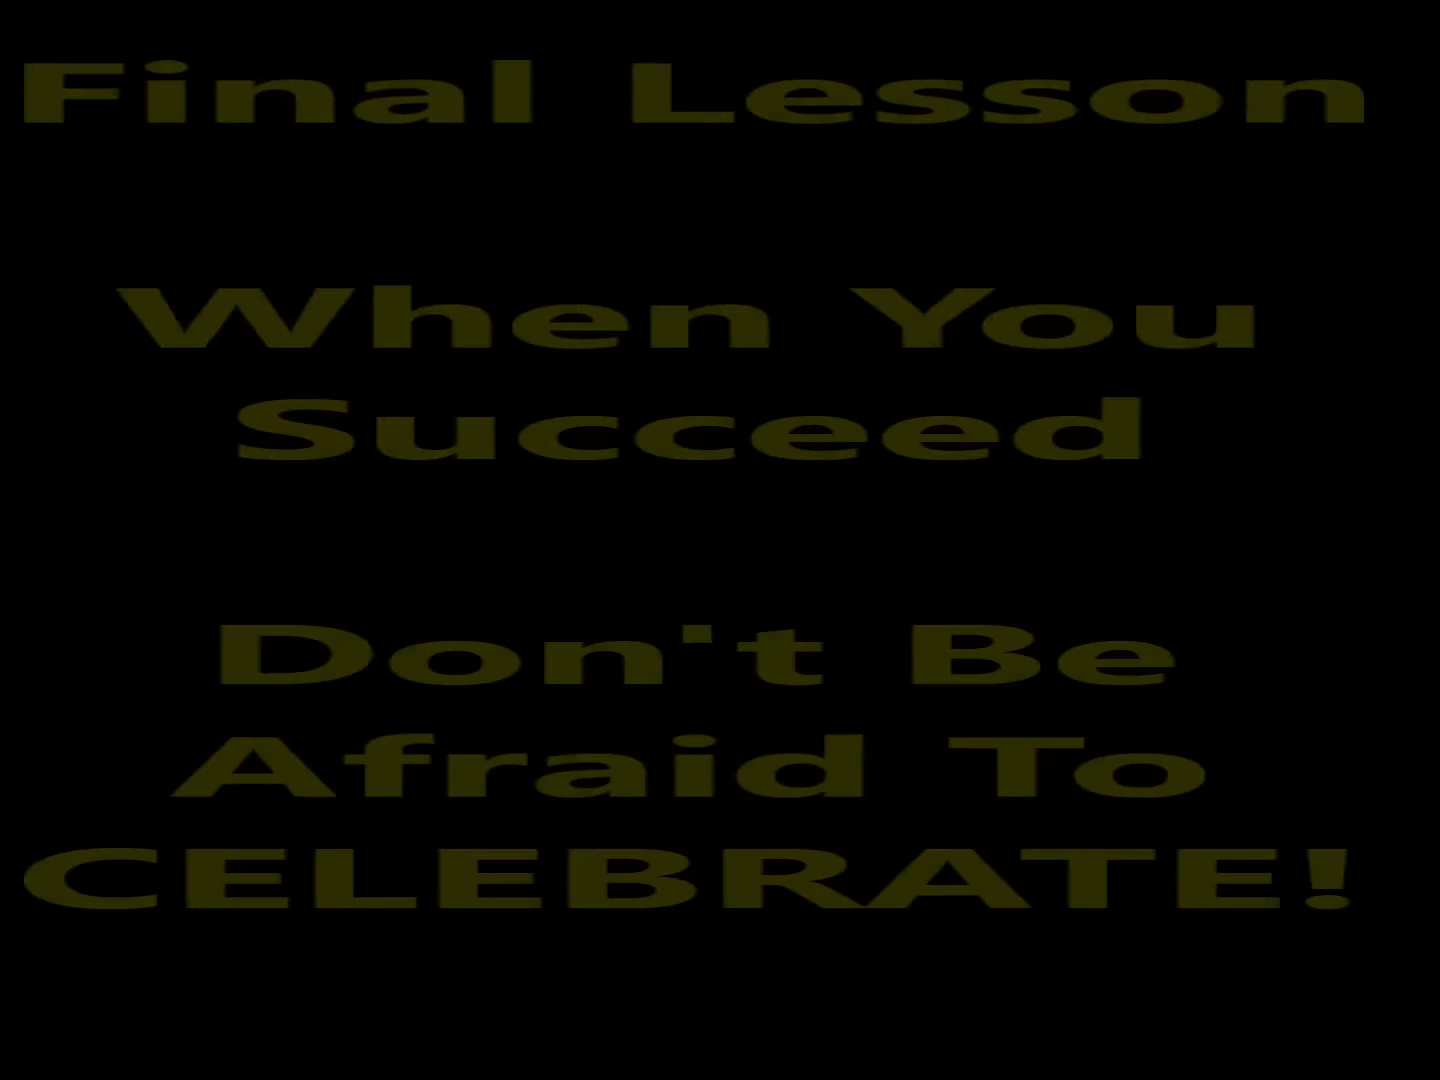 Final Lesson
When You
Succeed
Don't Be
Afraid To
CELEBRATE!